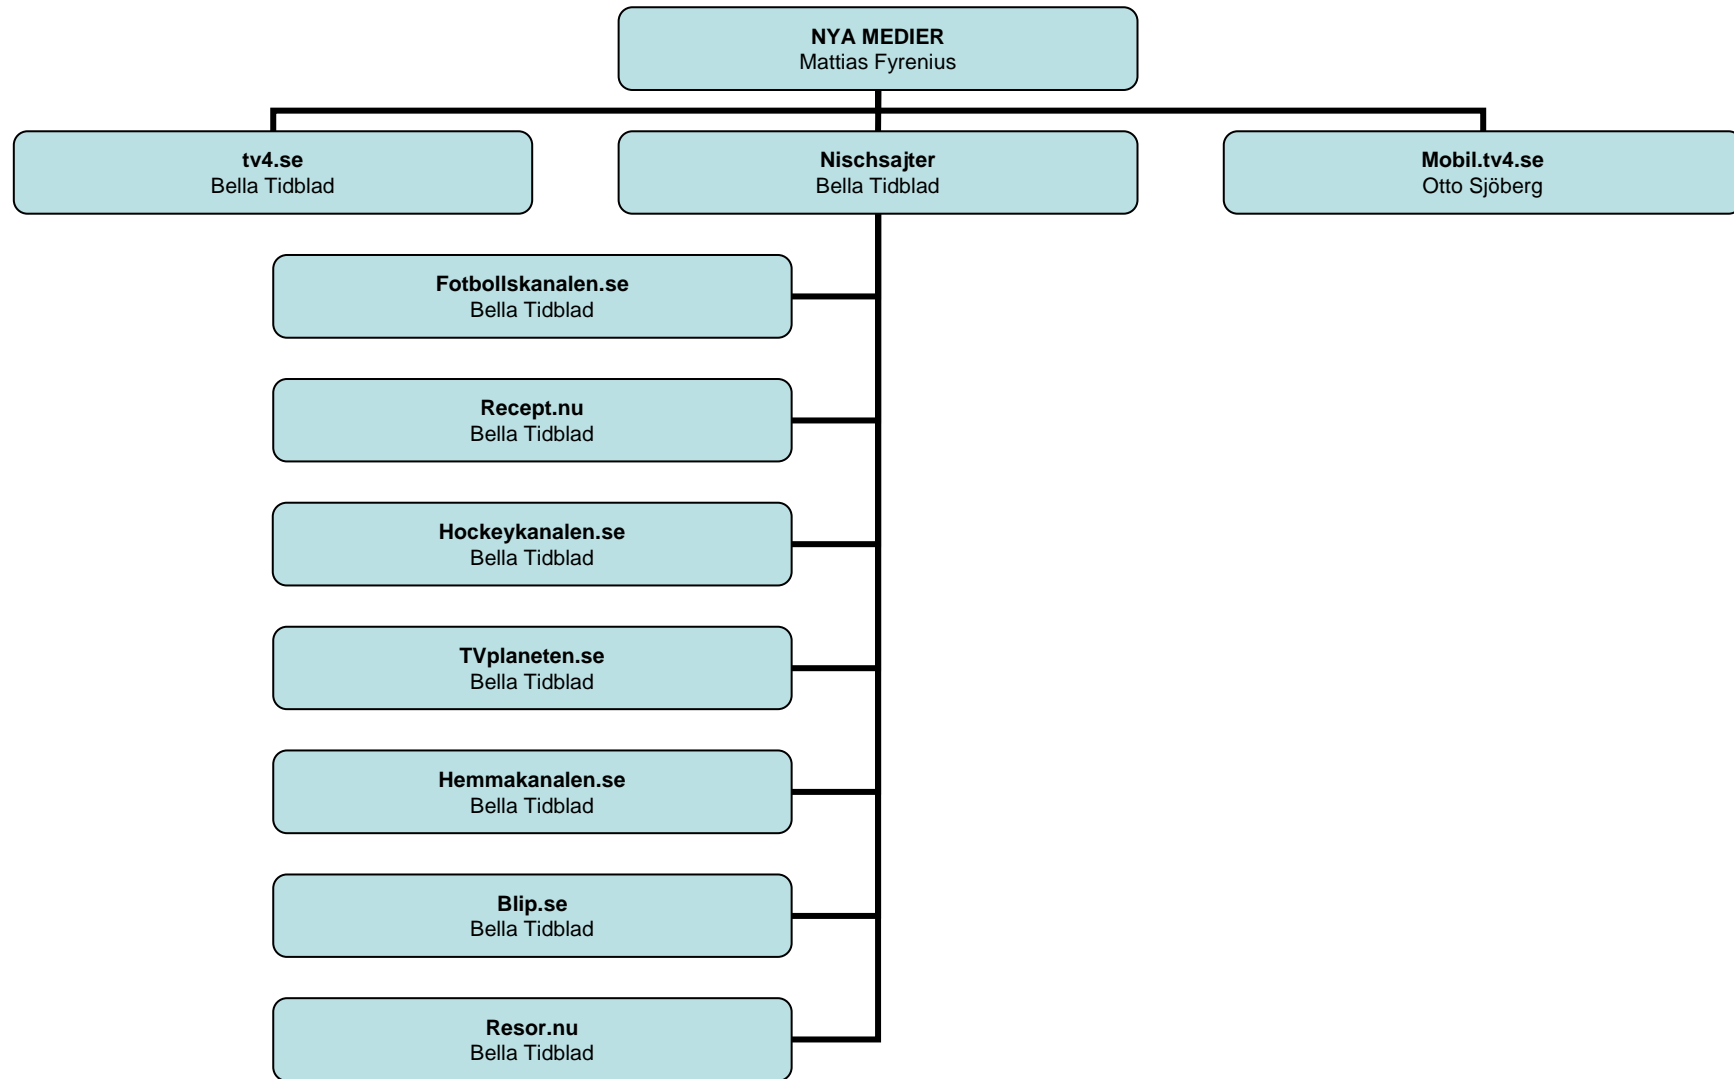 NYA MEDIER
Mattias Fyrenius
tv4.se
Bella Tidblad
Nischsajter
Bella Tidblad
Mobil.tv4.se
Otto Sjöberg
Fotbollskanalen.se
Bella Tidblad
Recept.nu
Bella Tidblad
Hockeykanalen.se
Bella Tidblad
TVplaneten.se
Bella Tidblad
Hemmakanalen.se
Bella Tidblad
Blip.se
Bella Tidblad
Resor.nu
Bella Tidblad